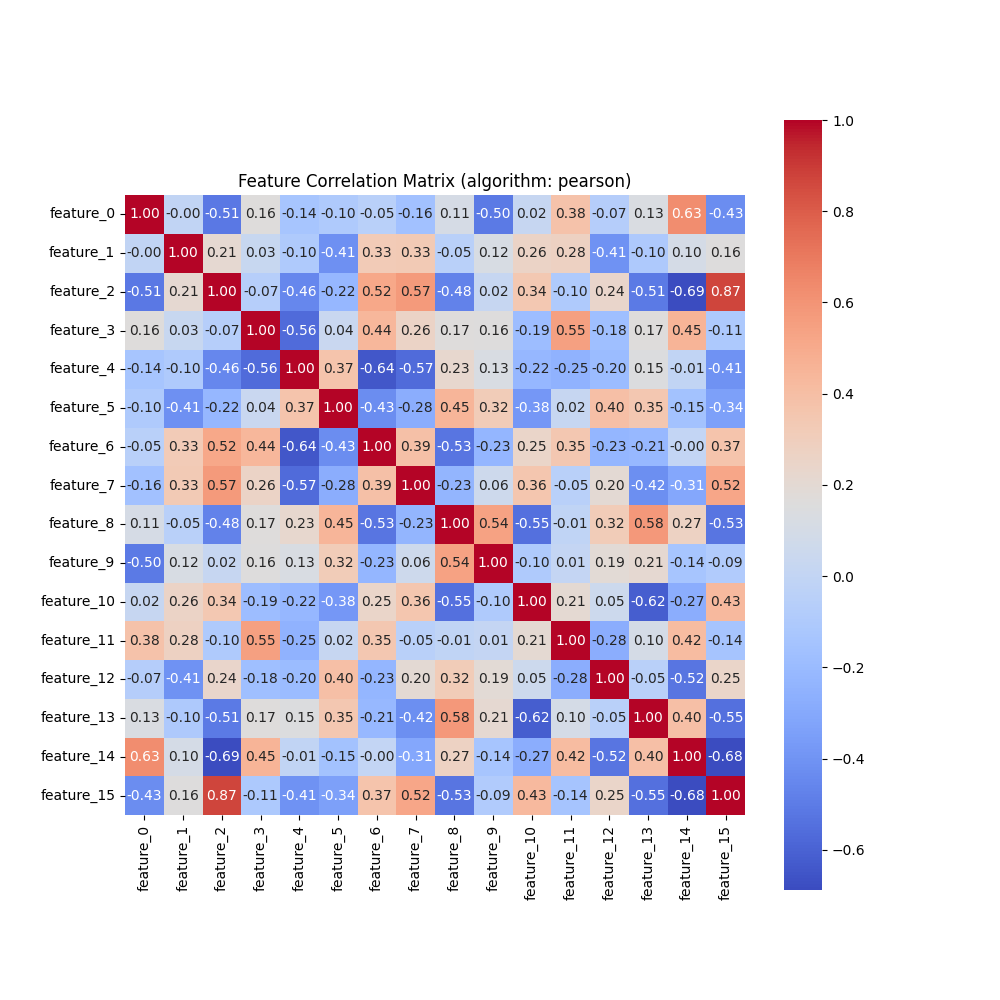 Feature Correlation Matrix (algorithm: pearson)
feature_0 1.00 -0.00 -0.51 0.16 -0.14 -0.10 -0.05 -0.16 0.11 -0.50 0.02 0.38 -0.07 0.13 0.63 -0.43
feature_1 -0.00 1.00 0.21 0.03 -0.10 -0.41 0.33 0.33 -0.05 0.12 0.26 0.28 -0.41 -0.10 0.10 0.16
feature_2 -0.51 0.21 1.00 -0.07 -0.46 -0.22 0.52 0.57 -0.48 0.02 0.34 -0.10 0.24 -0.51 -0.69 0.87
feature_3 0.16 0.03 -0.07 1.00 -0.56 0.04 0.44 0.26 0.17 0.16 -0.19 0.55 -0.18 0.17 0.45 -0.11
feature_4 -0.14 -0.10 -0.46 -0.56 1.00 0.37 -0.64 -0.57 0.23 0.13 -0.22 -0.25 -0.20 0.15 -0.01 -0.41
feature_5 -0.10 -0.41 -0.22 0.04 0.37 1.00 -0.43 -0.28 0.45 0.32 -0.38 0.02 0.40 0.35 -0.15 -0.34
feature_6 -0.05 0.33 0.52 0.44 -0.64 -0.43 1.00 0.39 -0.53 -0.23 0.25 0.35 -0.23 -0.21 -0.00 0.37
feature_7 -0.16 0.33 0.57 0.26 -0.57 -0.28 0.39 1.00 -0.23 0.06 0.36 -0.05 0.20 -0.42 -0.31 0.52
feature_8 0.11 -0.05 -0.48 0.17 0.23 0.45 -0.53 -0.23 1.00 0.54 -0.55 -0.01 0.32 0.58 0.27 -0.53
feature_9 -0.50 0.12 0.02 0.16 0.13 0.32 -0.23 0.06 0.54 1.00 -0.10 0.01 0.19 0.21 -0.14 -0.09
feature_10 0.02 0.26 0.34 -0.19 -0.22 -0.38 0.25 0.36 -0.55 -0.10 1.00 0.21 0.05 -0.62 -0.27 0.43
feature_11 0.38 0.28 -0.10 0.55 -0.25 0.02 0.35 -0.05 -0.01 0.01 0.21 1.00 -0.28 0.10 0.42 -0.14
feature_12 -0.07 -0.41 0.24 -0.18 -0.20 0.40 -0.23 0.20 0.32 0.19 0.05 -0.28 1.00 -0.05 -0.52 0.25
feature_13 0.13 -0.10 -0.51 0.17 0.15 0.35 -0.21 -0.42 0.58 0.21 -0.62 0.10 -0.05 1.00 0.40 -0.55
feature_14 0.63 0.10 -0.69 0.45 -0.01 -0.15 -0.00 -0.31 0.27 -0.14 -0.27 0.42 -0.52 0.40 1.00 -0.68
feature_15 -0.43 0.16 0.87 -0.11 -0.41 -0.34 0.37 0.52 -0.53 -0.09 0.43 -0.14 0.25 -0.55 -0.68 1.00
feature_0
feature_1
feature_2
feature_3
feature_4
feature_5
feature_6
feature_7
feature_8
feature_9
feature_10
feature_11
feature_12
feature_13
feature_14
feature_15
1.0
0.8
0.6
0.4
0.2
0.0
−0.2
−0.4
−0.6